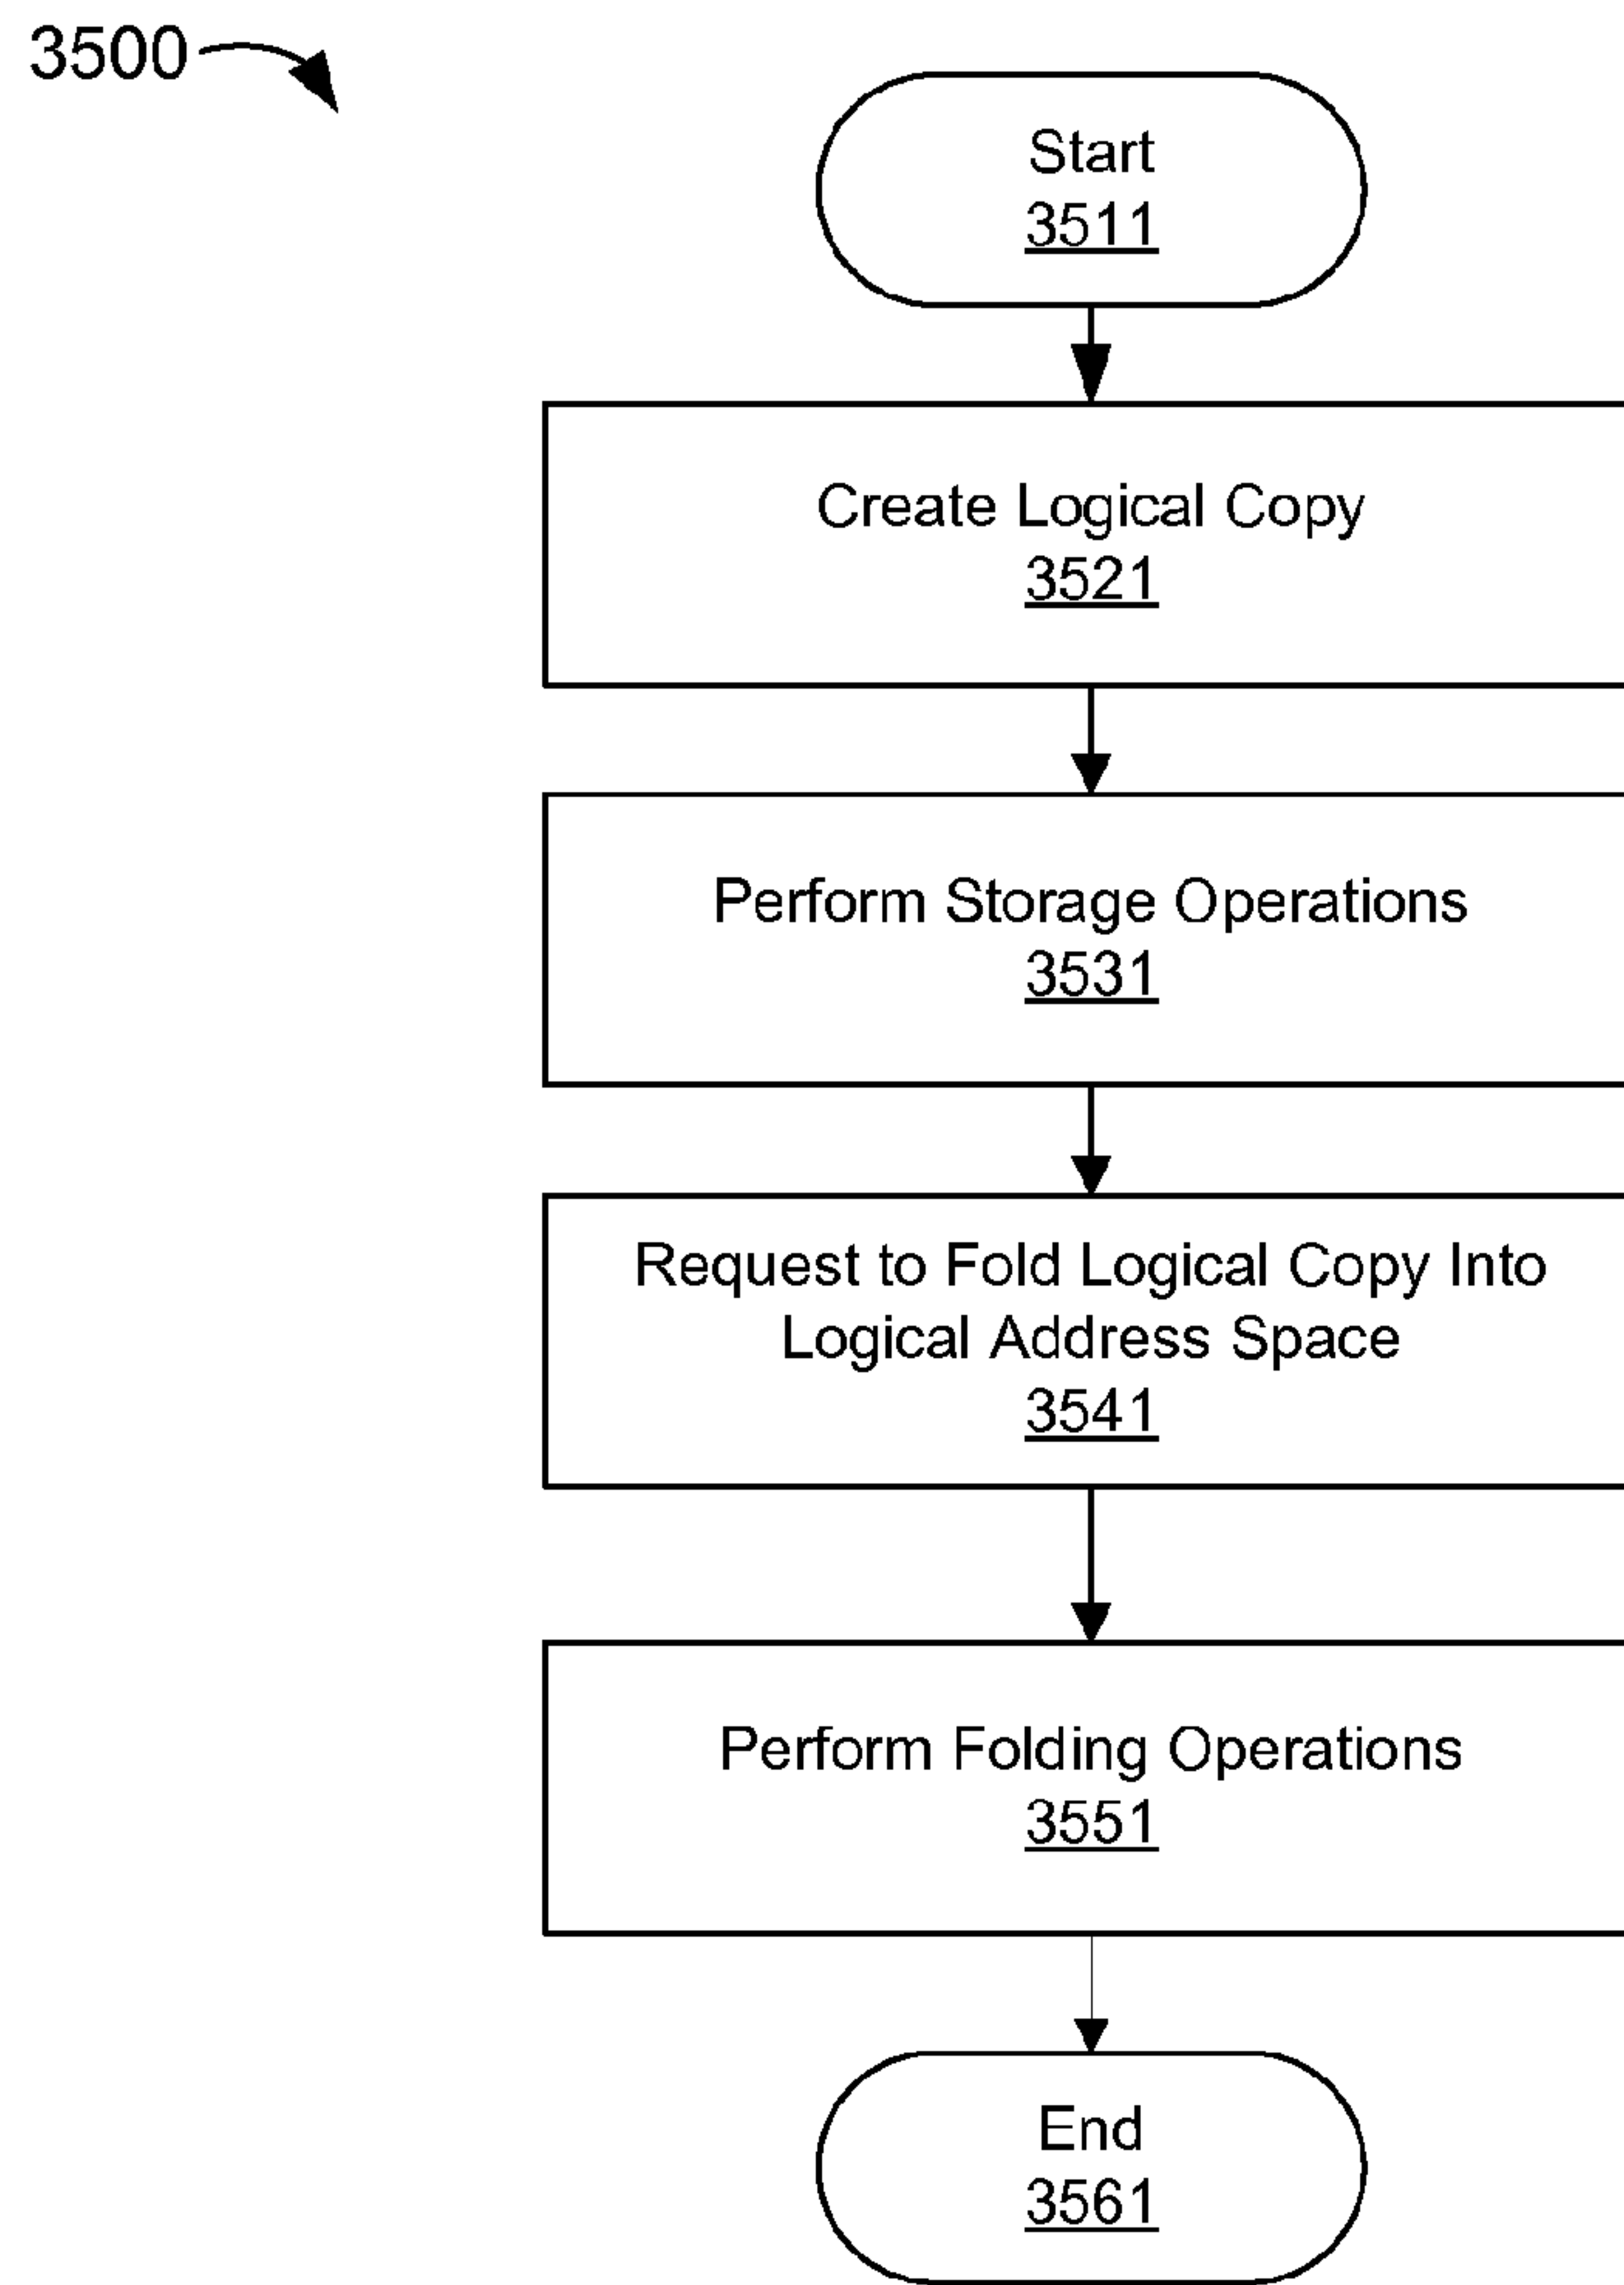 3500
Start
3511
Create Logical Copy
3521
Perform Storage Operations
3531
Request to Fold Logical Copy Into
Logical Address Space
3541
Perform Folding Operations
3551
End
3561